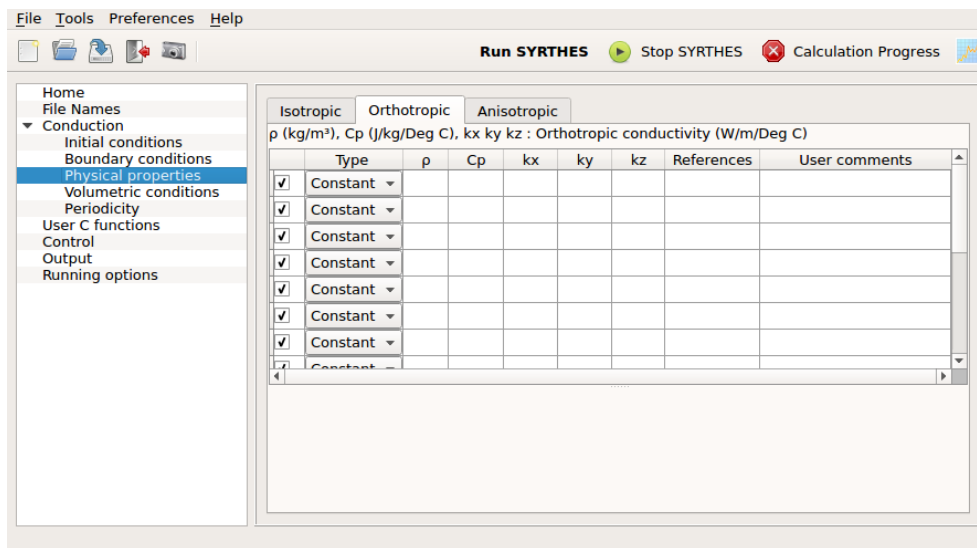 File Tools Preferences Help
Run SYRTHES Stop SYRTHES Calculation Progress
Home
File Names
Conduction
Initial conditions
Boundary conditions
Physical properties
Volumetric conditions
Periodicity
User C functions
Control
Output
Running options
Isotropic Orthotropic Anisotropic
ρ (kg/m³), Cp (J/kg/Deg C), kx ky kz : Orthotropic conductivity (W/m/Deg C)
Type ρ Cp kx ky kz References User comments
Constant
Constant
Constant
Constant
Constant
Constant
Constant
Constant